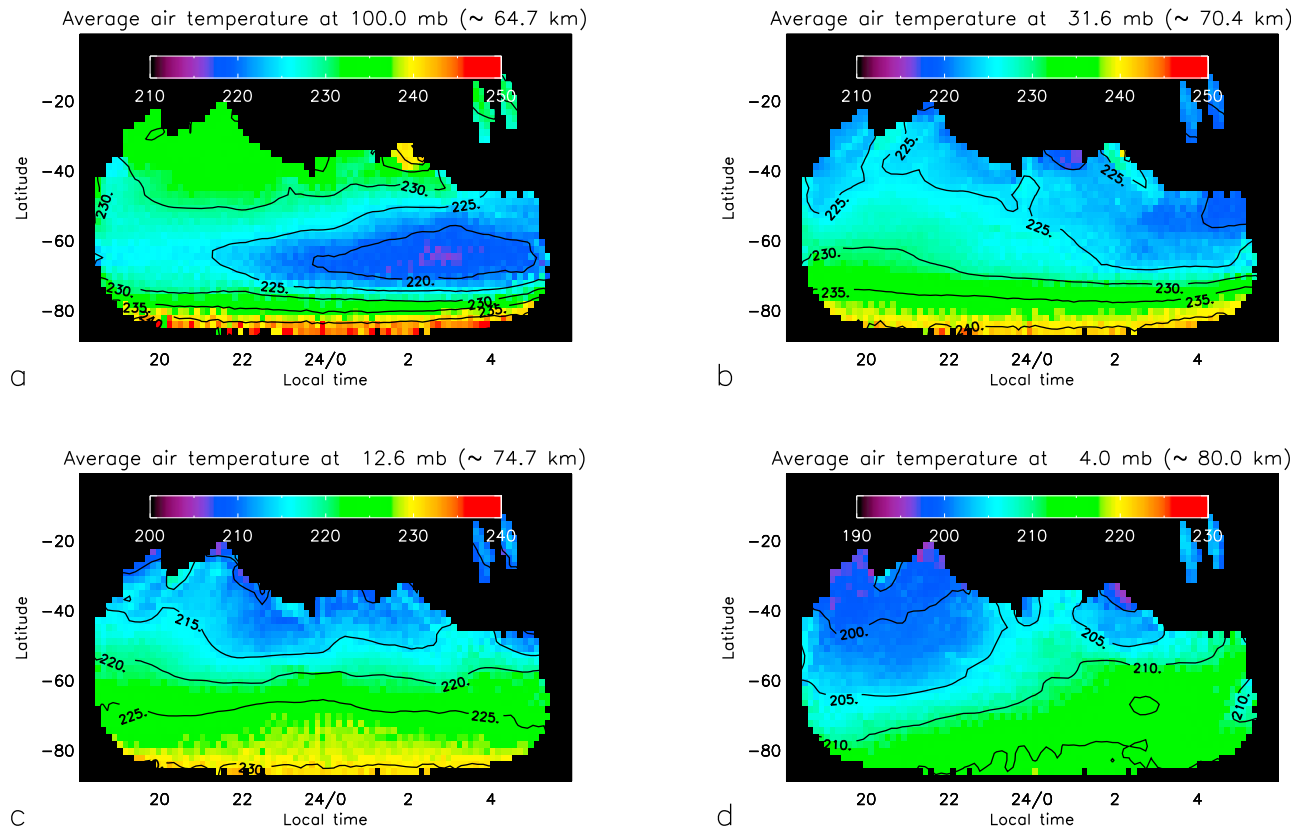 Average air temperature at 100.0 mb (~ 64.7 km)
210 220 230 240 250
-20
-40
-60
-80
Latitude
230.
230.
225.
220.
225.
230.
230.
235.
235.
240.
20 22 24/0 2 4
Local time
a
Average air temperature at 31.6 mb (~ 70.4 km)
210 220 230 240 250
-20
-40
-60
-80
Latitude
225.
225.
225.
225.
230.
230.
235.
235.
240.
20 22 24/0 2 4
Local time
b
Average air temperature at 12.6 mb (~ 74.7 km)
200 210 220 230 240
-20
-40
-60
-80
Latitude
215.
220.
220.
225.
225.
230.
20 22 24/0 2 4
Local time
c
Average air temperature at 4.0 mb (~ 80.0 km)
190 200 210 220 230
-20
-40
-60
-80
Latitude
200.
205.
205.
210.
210.
210.
20 22 24/0 2 4
Local time
d